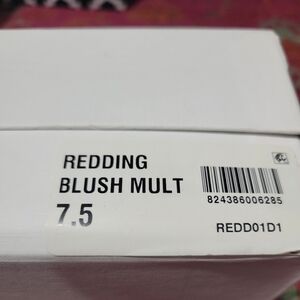 REDDING
BLUSH MULT
7.5
824386006285
REDD01D1